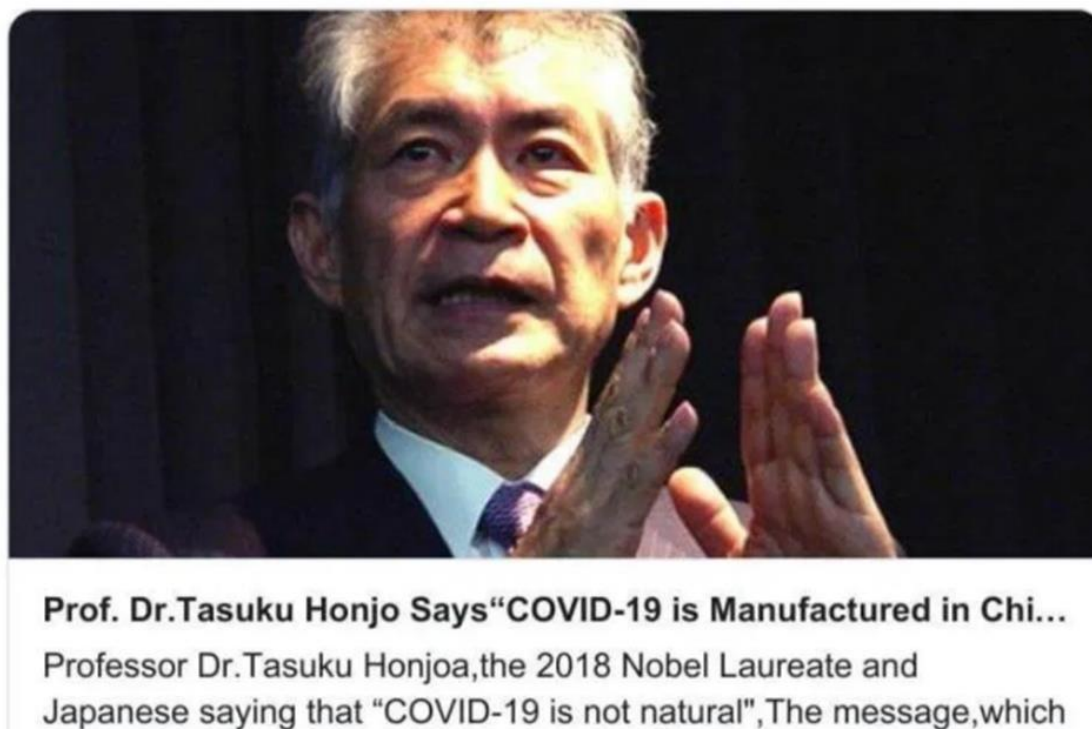 Prof. Dr.Tasuku Honjo Says“COVID-19 is Manufactured in Chi...
Professor Dr.Tasuku Honjoa,the 2018 Nobel Laureate and
Japanese saying that “COVID-19 is not natural",The message,which